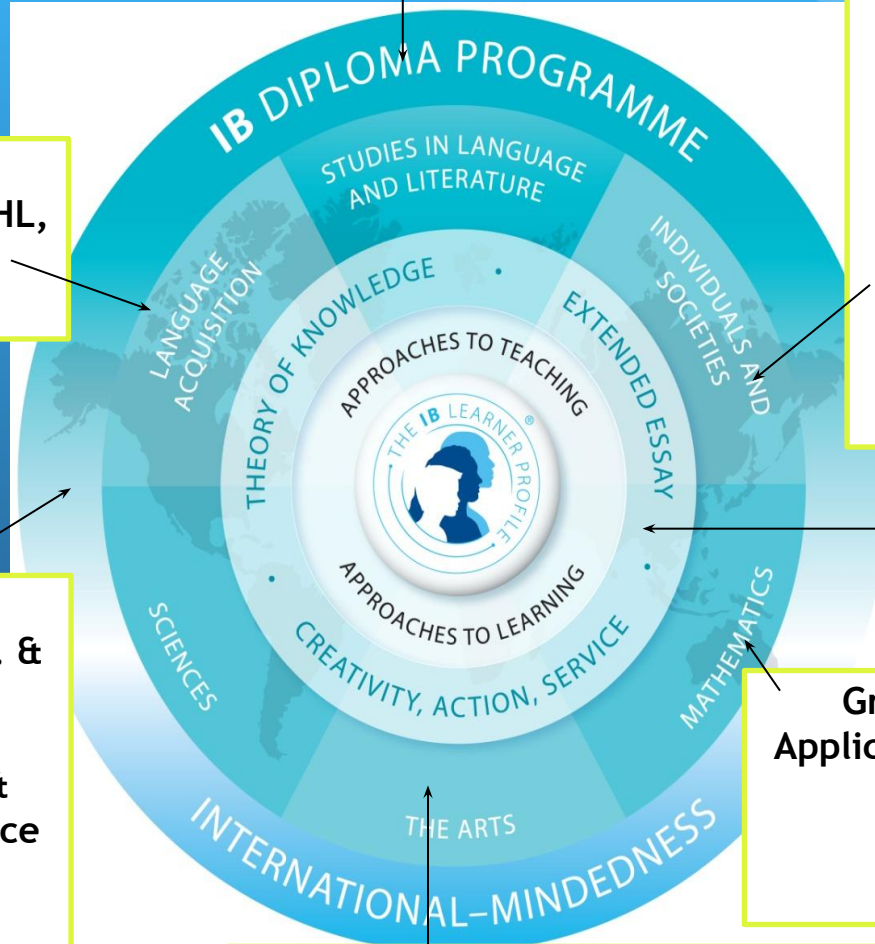 IB DIPLOMA PROGRAMME
STUDIES IN LANGUAGE
AND LITERATURE
HL,
LANGUAGE
ACQUISITION
INDIVIDUALS AND
SOCIETIES
THEORY OF KNOWLEDGE •
EXTENDED ESSAY •
APPROACHES TO TEACHING
• THE IB LEARNER PROFILE ®
APPROACHES TO LEARNING
CREATIVITY, ACTION, SERVICE •
SCIENCES
MATHEMATICS
&
ce
Gr
Applic
THE ARTS
INTERNATIONAL–MINDEDNESS